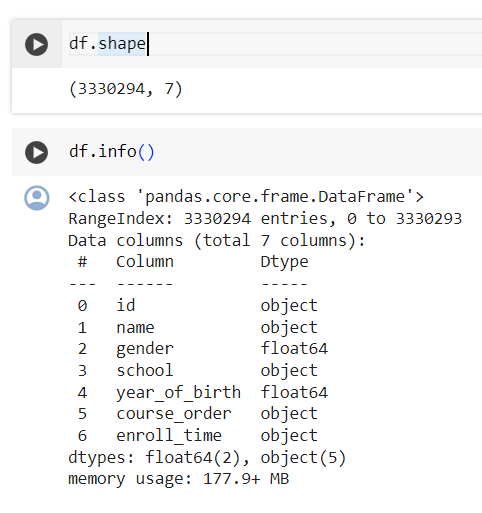 df.shape
(3330294, 7)
df.info()
<class 'pandas.core.frame.DataFrame'>
RangeIndex: 3330294 entries, 0 to 3330293
Data columns (total 7 columns):
 #   Column         Dtype
---  ------         -----
 0   id             object
 1   name           object
 2   gender         float64
 3   school         object
 4   year_of_birth  float64
 5   course_order   object
 6   enroll_time    object
dtypes: float64(2), object(5)
memory usage: 177.9+ MB